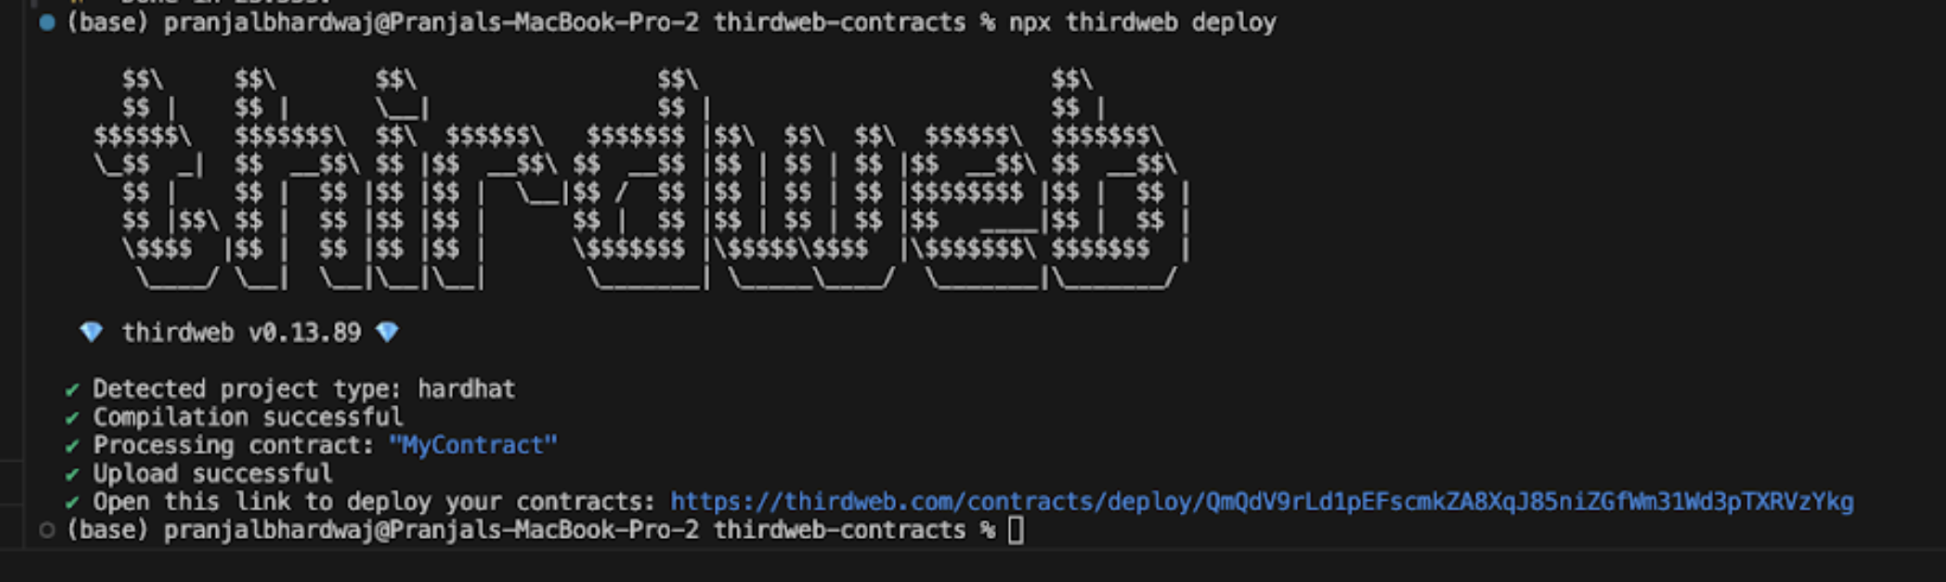 (base) pranjalbhardwaj@Pranjals-MacBook-Pro-2 thirdweb-contracts % npx thirdweb deploy
thirdweb
💎 thirdweb v0.13.89 💎
✔ Detected project type: hardhat
✔ Compilation successful
✔ Processing contract: "MyContract"
✔ Upload successful
✔ Open this link to deploy your contracts: https://thirdweb.com/contracts/deploy/QmQdV9rLd1pEFscmkZA8XqJ85niZGfWm31Wd3pTXRVzYkg
(base) pranjalbhardwaj@Pranjals-MacBook-Pro-2 thirdweb-contracts %